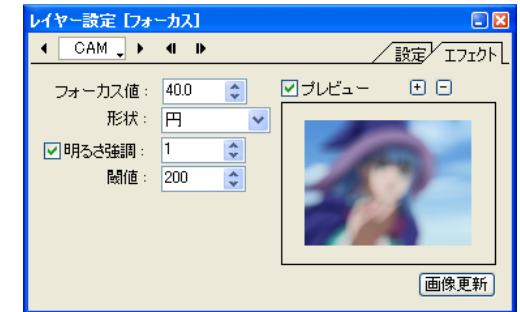 レイヤー設定 [フォーカス]
CAM
設定 エフェクト
フォーカス値： 40.0
形状： 円
明るさ強調： 1
閾値： 200
プレビュー
画像更新